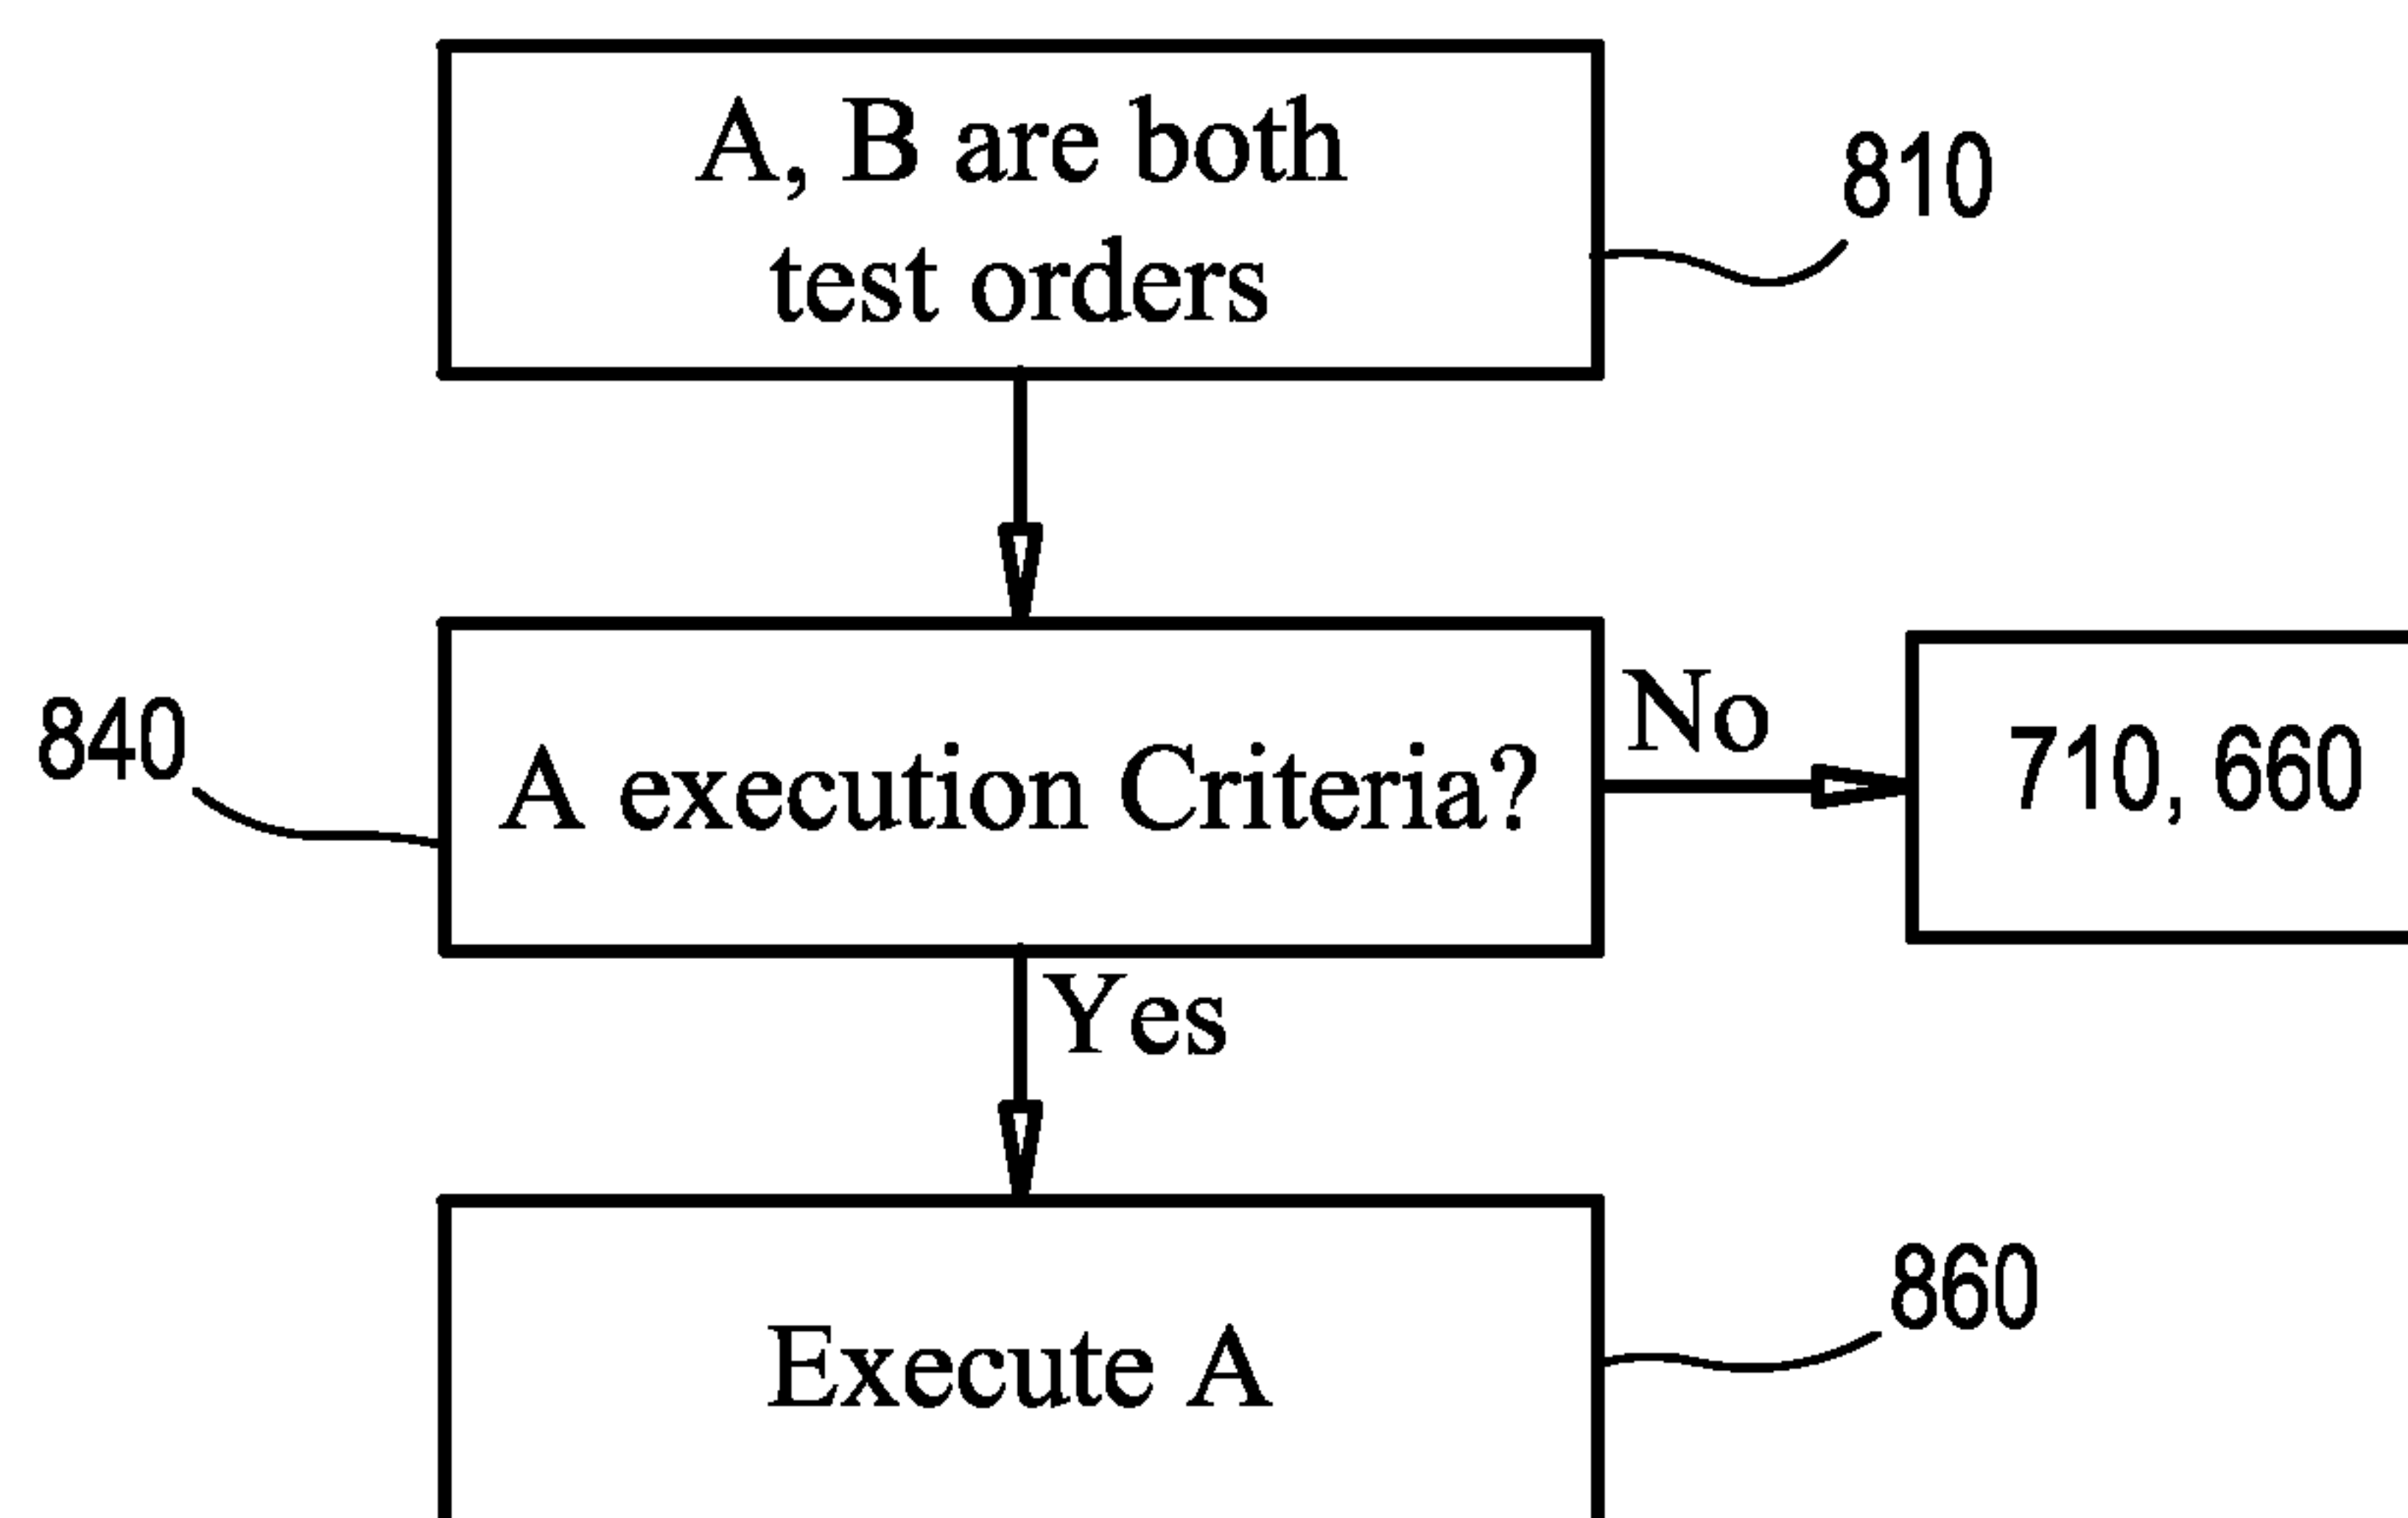 A, B are both
test orders
810
840
A execution Criteria?
No
710, 660
Yes
Execute A
860